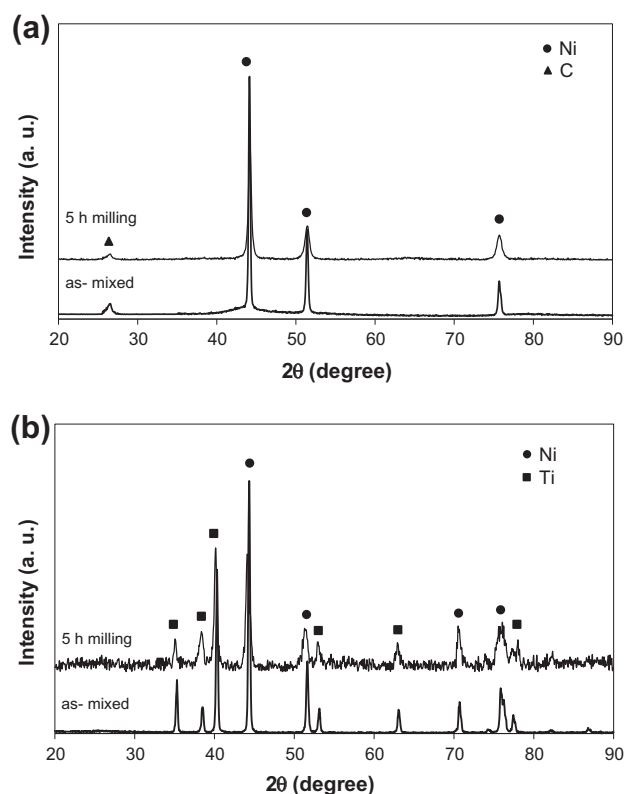 (a)
Ni
C
Intensity (a. u.)
5 h milling
as- mixed
20 30 40 50 60 70 80 90
2θ (degree)
(b)
Ni
Ti
Intensity (a. u.)
5 h milling
as- mixed
20 30 40 50 60 70 80 90
2θ (degree)